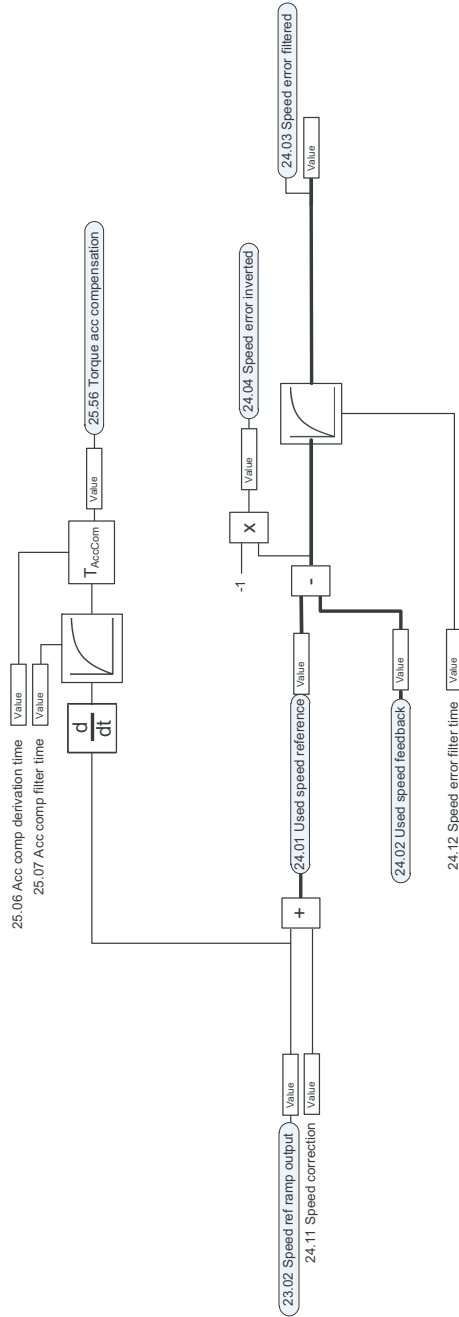 25.06 Acc comp derivation time
Value
25.07 Acc comp filter time
Value
d
dt
TAccCom
Value
25.56 Torque acc compensation
-1
x
Value
24.04 Speed error inverted
23.02 Speed ref ramp output
Value
24.11 Speed correction
Value
+
24.01 Used speed reference
Value
-
24.02 Used speed feedback
Value
24.12 Speed error filter time
Value
Value
24.03 Speed error filtered